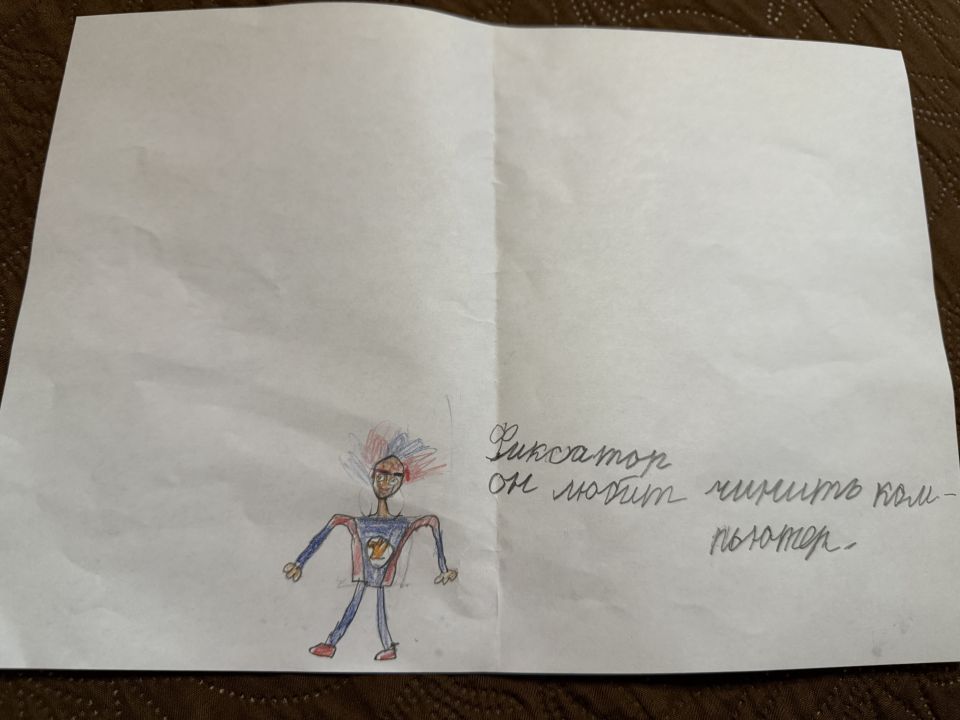 Фиксатор
он любит чинить ком-
пьютер.